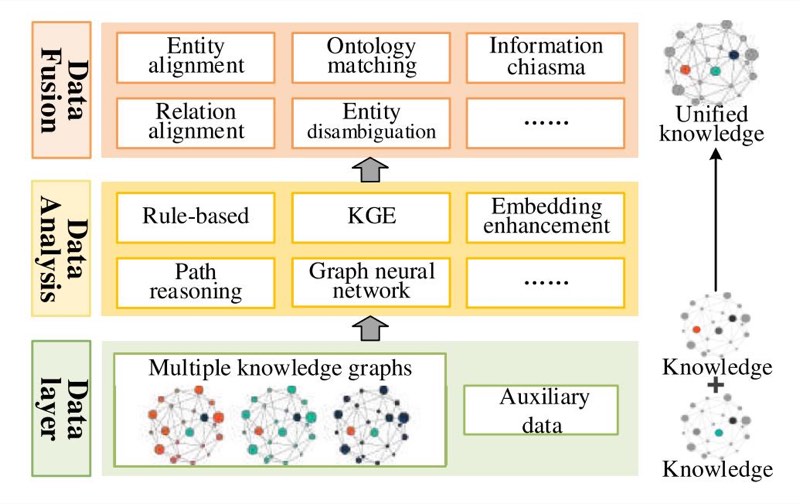 Data
Fusion
Entity
alignment
Ontology
matching
Information
chiasma
Relation
alignment
Entity
disambiguation
......
Unified
knowledge
Data
Analysis
Rule-based
KGE
Embedding
enhancement
Path
reasoning
Graph neural
network
......
Data
layer
Multiple knowledge graphs
Auxiliary
data
Knowledge
+
Knowledge